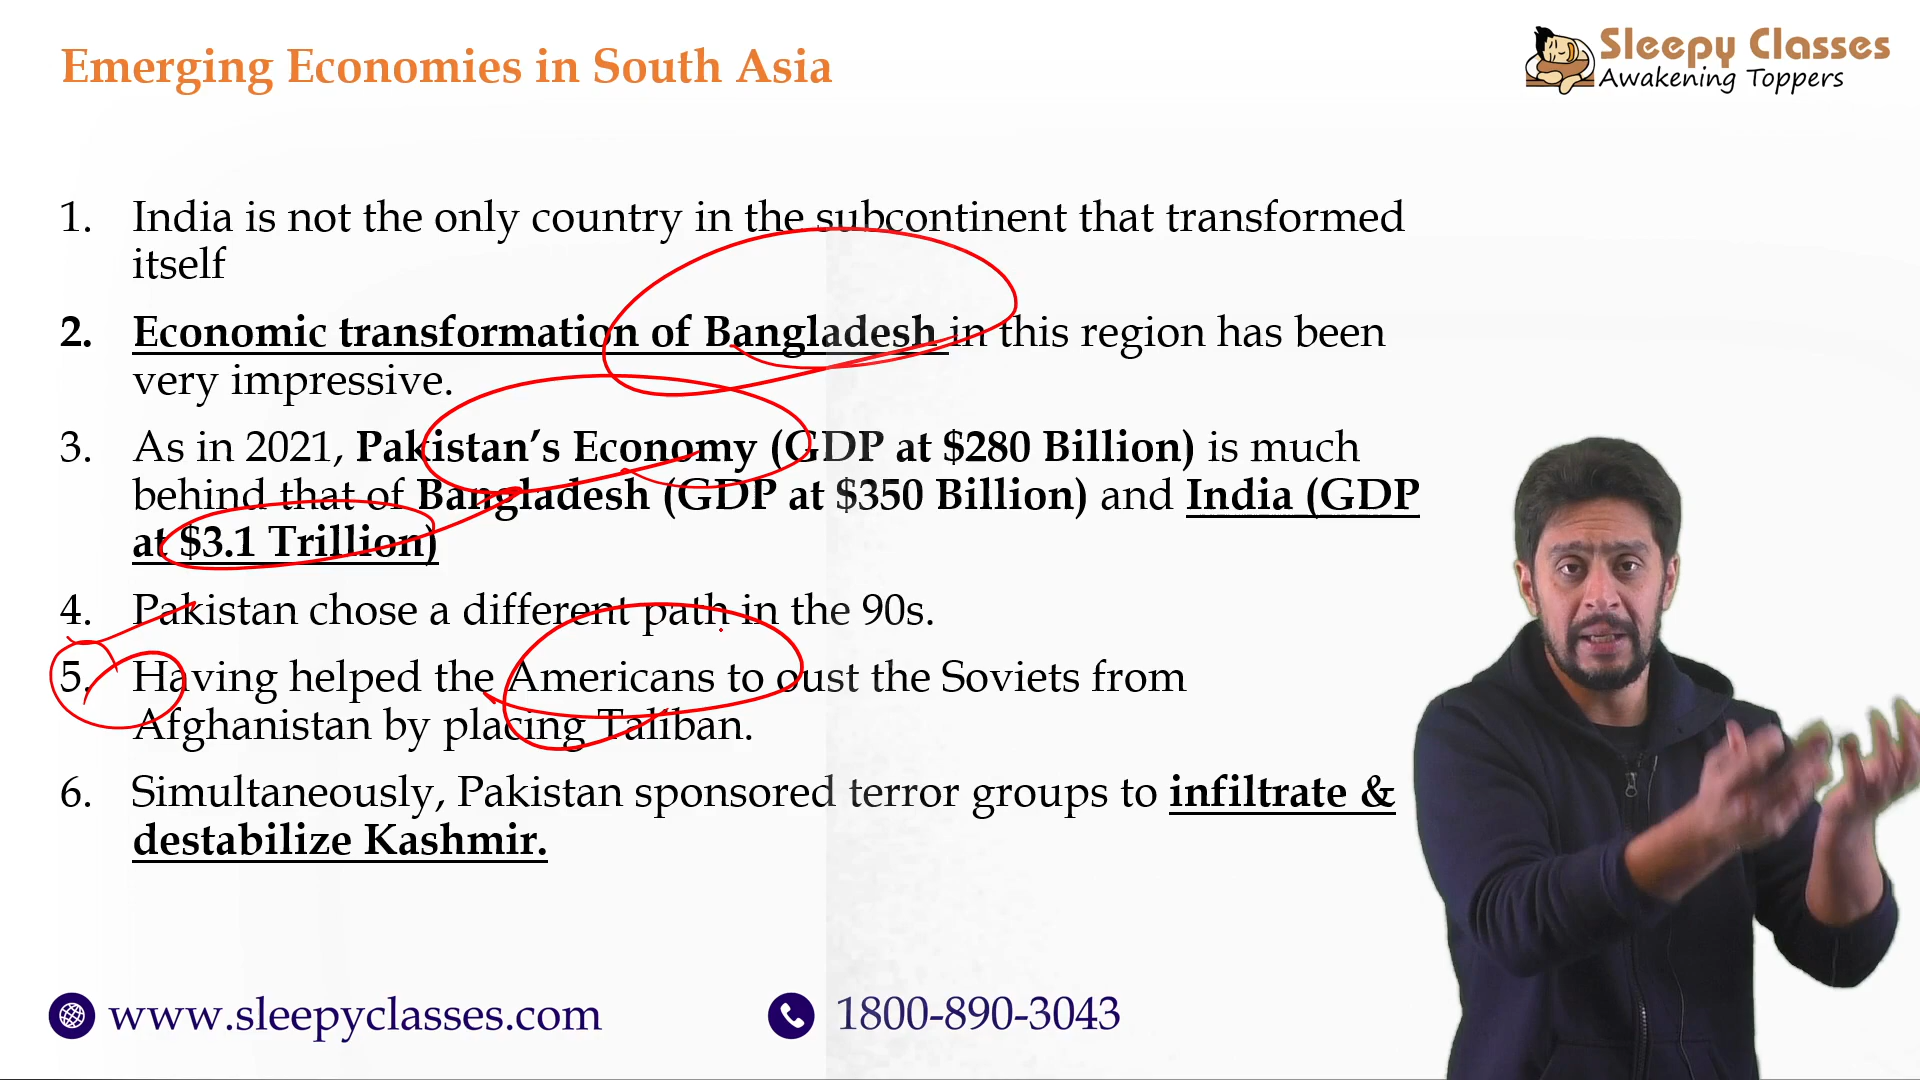 Emerging Economies in South Asia
Sleepy Classes
Awakening Toppers
1. India is not the only country in the subcontinent that transformed
itself
2. Economic transformation of Bangladesh in this region has been
very impressive.
3. As in 2021, Pakistan’s Economy (GDP at $280 Billion) is much
behind that of Bangladesh (GDP at $350 Billion) and India (GDP
at $3.1 Trillion)
4. Pakistan chose a different path in the 90s.
5. Having helped the Americans to oust the Soviets from
Afghanistan by placing Taliban.
6. Simultaneously, Pakistan sponsored terror groups to infiltrate &
destabilize Kashmir.
www.sleepyclasses.com
1800-890-3043